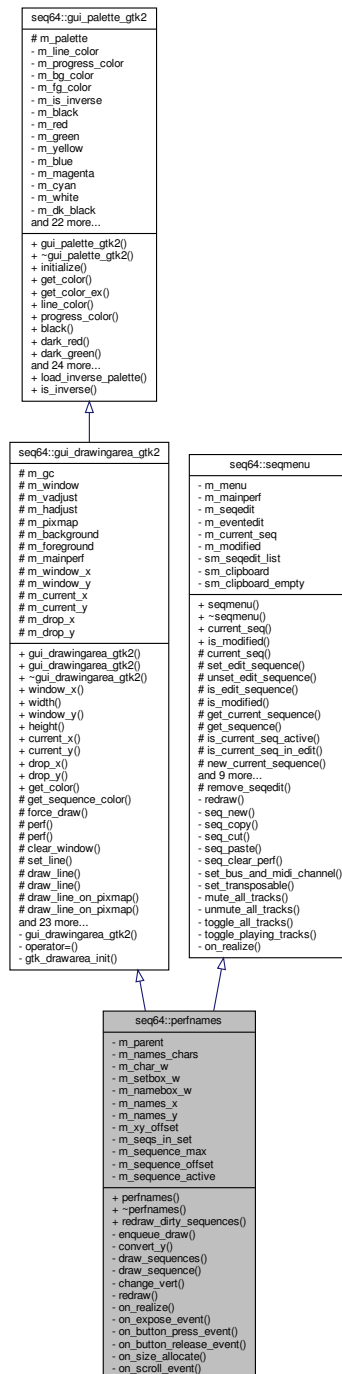 seq64::gui_palette_gtk2
# m_palette
- m_line_color
- m_progress_color
- m_bg_color
- m_fg_color
- m_is_inverse
- m_black
- m_red
- m_green
- m_yellow
- m_blue
- m_magenta
- m_cyan
- m_white
- m_dk_black
and 22 more...
+ gui_palette_gtk2()
+ ~gui_palette_gtk2()
+ initialize()
+ get_color()
+ get_color_ex()
+ line_color()
+ progress_color()
+ black()
+ dark_red()
+ dark_green()
and 24 more...
+ load_inverse_palette()
+ is_inverse()
seq64::gui_drawingarea_gtk2
# m_gc
# m_window
# m_vadjust
# m_hadjust
# m_pixmap
# m_background
# m_foreground
# m_mainperf
# m_window_x
# m_window_y
# m_current_x
# m_current_y
# m_drop_x
# m_drop_y
+ gui_drawingarea_gtk2()
+ gui_drawingarea_gtk2()
+ ~gui_drawingarea_gtk2()
+ window_x()
+ width()
+ window_y()
+ height()
+ current_x()
+ current_y()
+ drop_x()
+ drop_y()
+ get_color()
# get_sequence_color()
# force_draw()
# perf()
# perf()
# clear_window()
# set_line()
# draw_line()
# draw_line()
# draw_line_on_pixmap()
# draw_line_on_pixmap()
and 23 more...
- gui_drawingarea_gtk2()
- operator=()
- gtk_drawarea_init()
seq64::seqmenu
- m_menu
- m_mainperf
- m_seqedit
- m_eventedit
- m_current_seq
- m_modified
- sm_seqedit_list
- sm_clipboard
- sm_clipboard_empty
+ seqmenu()
+ ~seqmenu()
+ current_seq()
+ is_modified()
# current_seq()
# set_edit_sequence()
# unset_edit_sequence()
# is_edit_sequence()
# is_modified()
# get_current_sequence()
# get_sequence()
# is_current_seq_active()
# is_current_seq_in_edit()
# new_current_sequence()
and 9 more...
# remove_seqedit()
- redraw()
- seq_new()
- seq_copy()
- seq_cut()
- seq_paste()
- seq_clear_perf()
- set_bus_and_midi_channel()
- set_transposable()
- mute_all_tracks()
- unmute_all_tracks()
- toggle_all_tracks()
- toggle_playing_tracks()
- on_realize()
seq64::perfnames
- m_parent
- m_names_chars
- m_char_w
- m_setbox_w
- m_namebox_w
- m_names_x
- m_names_y
- m_xy_offset
- m_seqs_in_set
- m_sequence_max
- m_sequence_offset
- m_sequence_active
+ perfnames()
+ ~perfnames()
+ redraw_dirty_sequences()
- enqueue_draw()
- convert_y()
- draw_sequences()
- draw_sequence()
- change_vert()
- redraw()
- on_realize()
- on_expose_event()
- on_button_press_event()
- on_button_release_event()
- on_size_allocate()
- on_scroll_event()